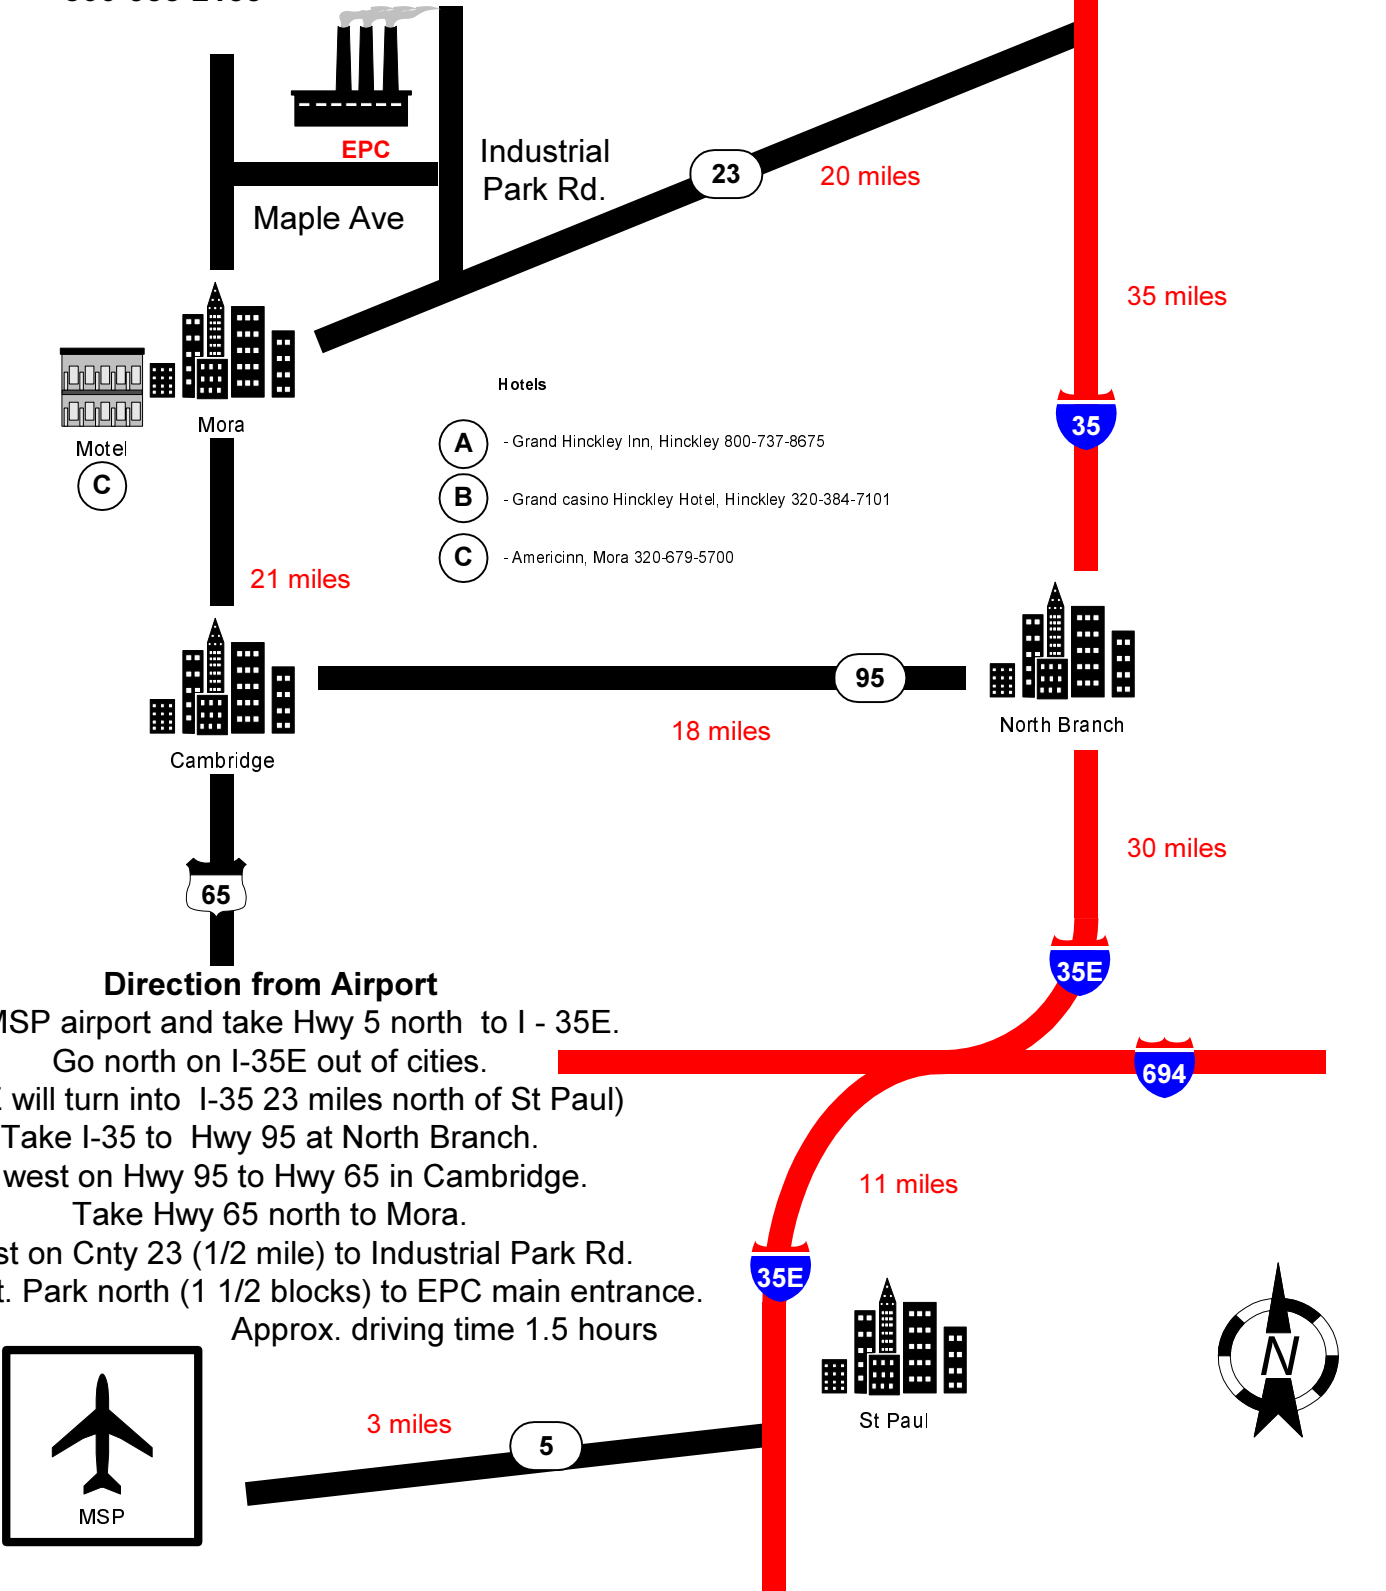 EPC
Industrial
Park Rd.
23
20 miles
Maple Ave
35 miles
Hotels
35
Mora
Motel
C
A - Grand Hinckley Inn, Hinckley 800-737-8675
B - Grand casino Hinckley Hotel, Hinckley 320-384-7101
C - Americinn, Mora 320-679-5700
21 miles
95
18 miles
North Branch
Cambridge
30 miles
65
35E
Direction from Airport
MSP airport and take Hwy 5 north to I - 35E.
Go north on I-35E out of cities.
will turn into I-35 23 miles north of St Paul)
694
Take I-35 to Hwy 95 at North Branch.
west on Hwy 95 to Hwy 65 in Cambridge.
11 miles
Take Hwy 65 north to Mora.
st on Cnty 23 (1/2 mile) to Industrial Park Rd.
35E
t. Park north (1 1/2 blocks) to EPC main entrance.
Approx. driving time 1.5 hours
N
3 miles
St Paul
5
MSP